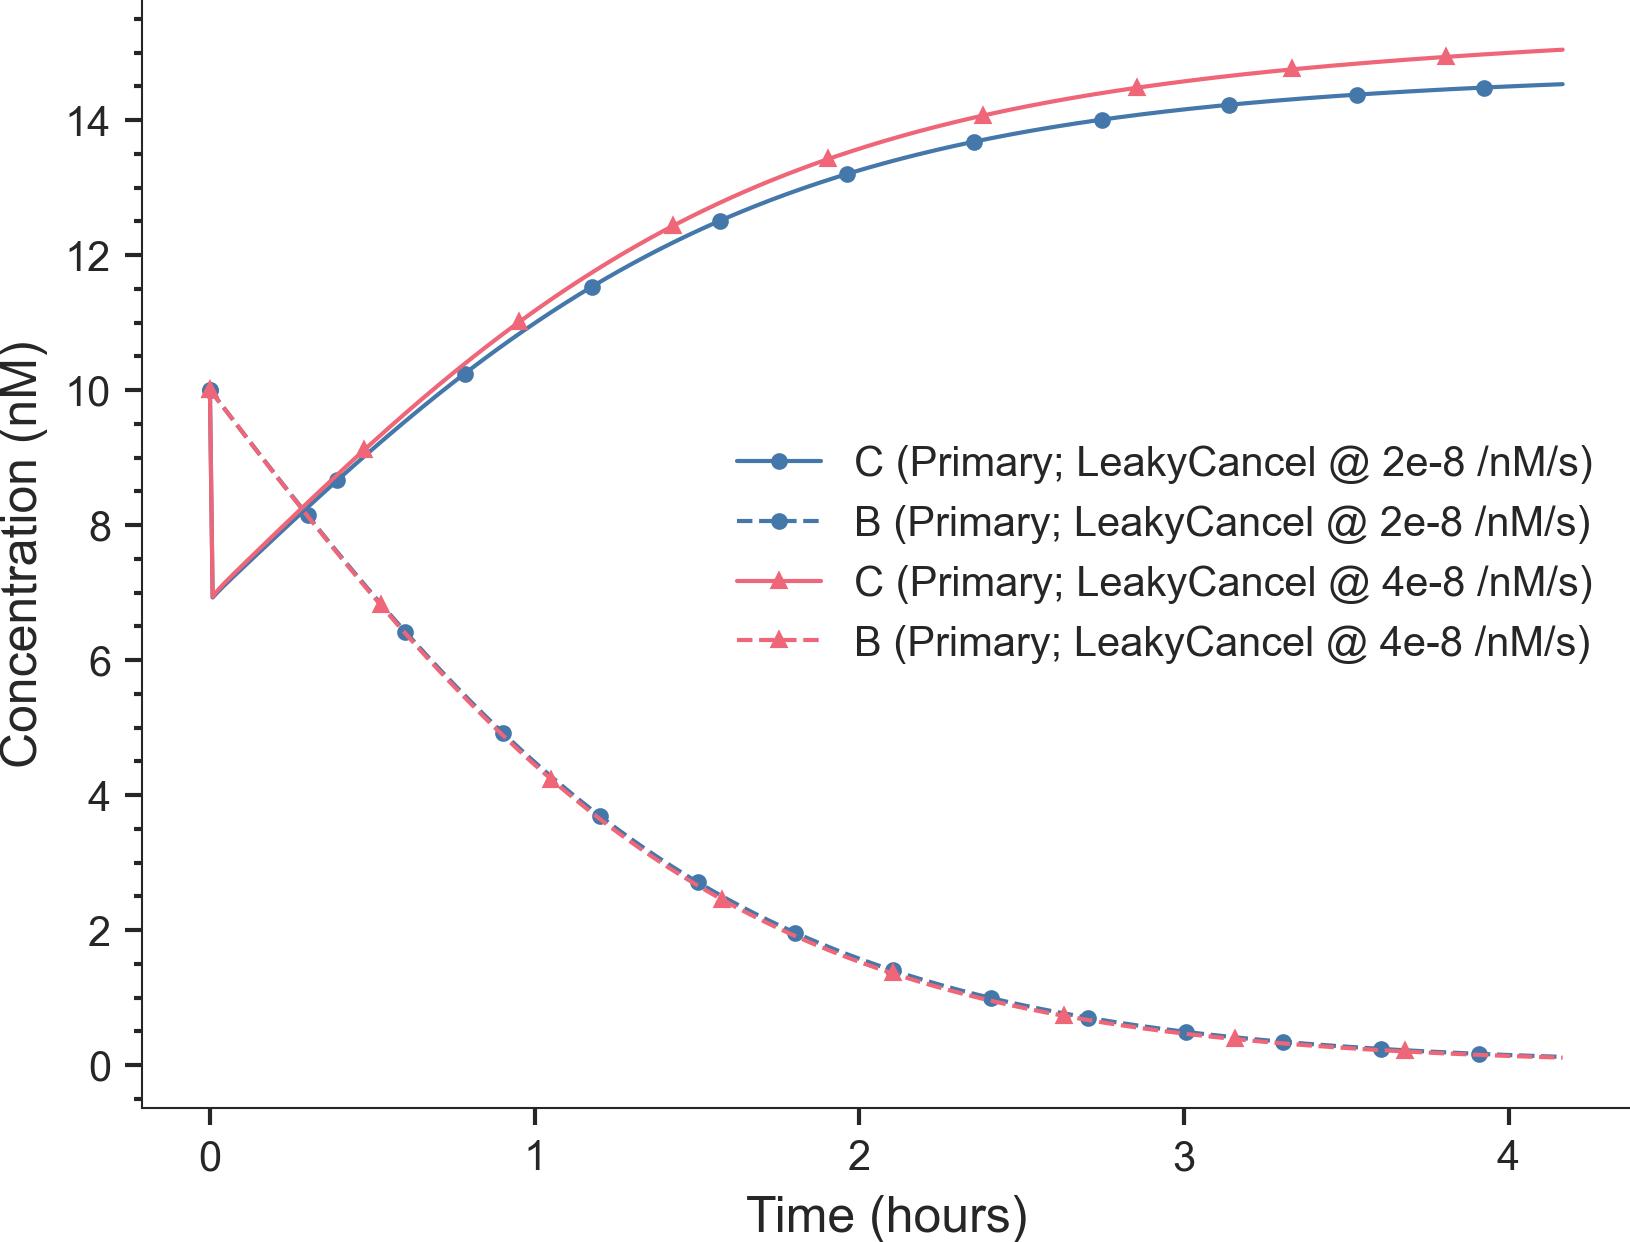 Concentration (nM)
14
12
10
8
6
4
2
0
C (Primary; LeakyCancel @ 2e-8 /nM/s)
B (Primary; LeakyCancel @ 2e-8 /nM/s)
C (Primary; LeakyCancel @ 4e-8 /nM/s)
B (Primary; LeakyCancel @ 4e-8 /nM/s)
0 1 2 3 4
Time (hours)